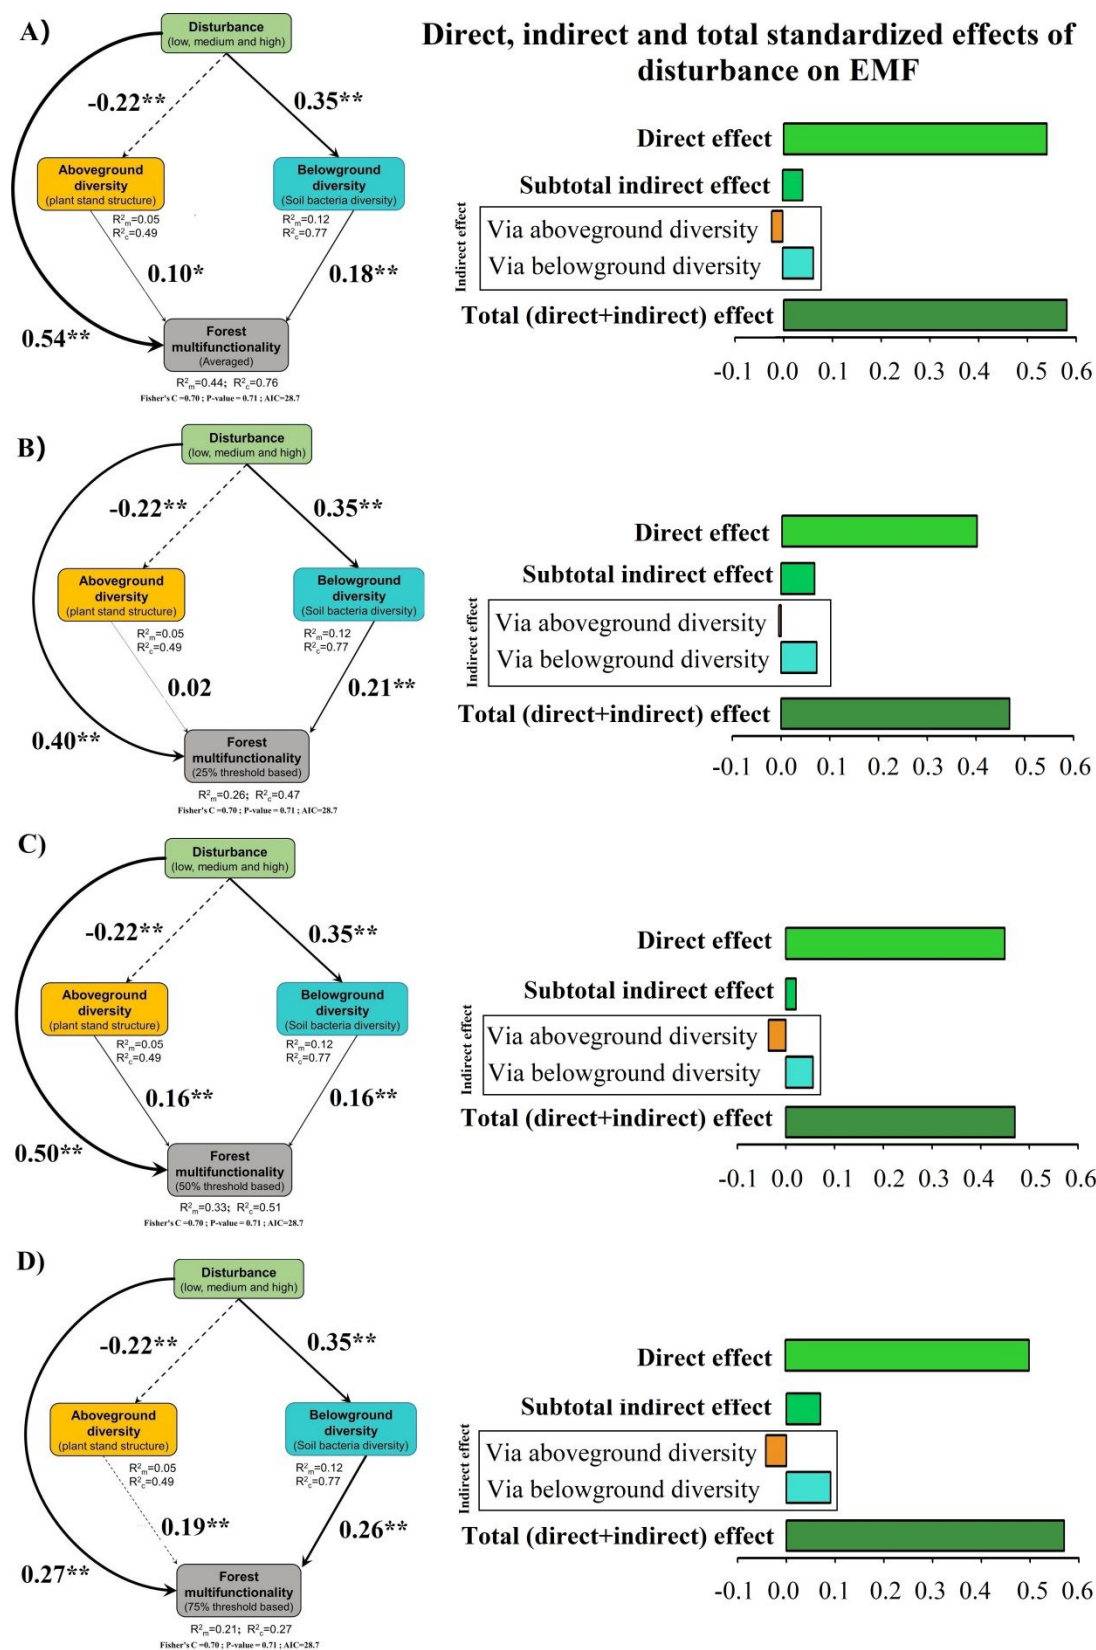 A)
Disturbance
(low, medium and high)
-0.22**
0.35**
Aboveground
diversity
(plant stand structure)
R²m=0.05
R²c=0.49
Belowground
diversity
(Soil bacteria diversity)
R²m=0.12
R²c=0.77
0.10*
0.18**
0.54**
Forest
multifunctionality
(Averaged)
R²m=0.44; R²c=0.76
Fisher's C =0.70 ; P-value = 0.71 ; AIC=28.7
Direct, indirect and total standardized effects of
disturbance on EMF
Direct effect
Subtotal indirect effect
Indirect effect
Via aboveground diversity
Via belowground diversity
Total (direct+indirect) effect
-0.1 0.0 0.1 0.2 0.3 0.4 0.5 0.6
B)
Disturbance
(low, medium and high)
-0.22**
0.35**
Aboveground
diversity
(plant stand structure)
R²m=0.05
R²c=0.49
Belowground
diversity
(Soil bacteria diversity)
R²m=0.12
R²c=0.77
0.02
0.21**
0.40**
Forest
multifunctionality
(25% threshold based)
R²m=0.26; R²c=0.47
Fisher's C =0.70 ; P-value = 0.71 ; AIC=28.7
Direct effect
Subtotal indirect effect
Indirect effect
Via aboveground diversity
Via belowground diversity
Total (direct+indirect) effect
-0.1 0.0 0.1 0.2 0.3 0.4 0.5 0.6
C)
Disturbance
(low, medium and high)
-0.22**
0.35**
Aboveground
diversity
(plant stand structure)
R²m=0.05
R²c=0.49
Belowground
diversity
(Soil bacteria diversity)
R²m=0.12
R²c=0.77
0.16**
0.16**
0.50**
Forest
multifunctionality
(50% threshold based)
R²m=0.33; R²c=0.51
Fisher's C =0.70 ; P-value = 0.71 ; AIC=28.7
Direct effect
Subtotal indirect effect
Indirect effect
Via aboveground diversity
Via belowground diversity
Total (direct+indirect) effect
-0.1 0.0 0.1 0.2 0.3 0.4 0.5 0.6
D)
Disturbance
(low, medium and high)
-0.22**
0.35**
Aboveground
diversity
(plant stand structure)
R²m=0.05
R²c=0.49
Belowground
diversity
(Soil bacteria diversity)
R²m=0.12
R²c=0.77
0.19**
0.26**
0.27**
Forest
multifunctionality
(75% threshold based)
R²m=0.21; R²c=0.27
Fisher's C =0.70 ; P-value = 0.71 ; AIC=28.7
Direct effect
Subtotal indirect effect
Indirect effect
Via aboveground diversity
Via belowground diversity
Total (direct+indirect) effect
-0.1 0.0 0.1 0.2 0.3 0.4 0.5 0.6